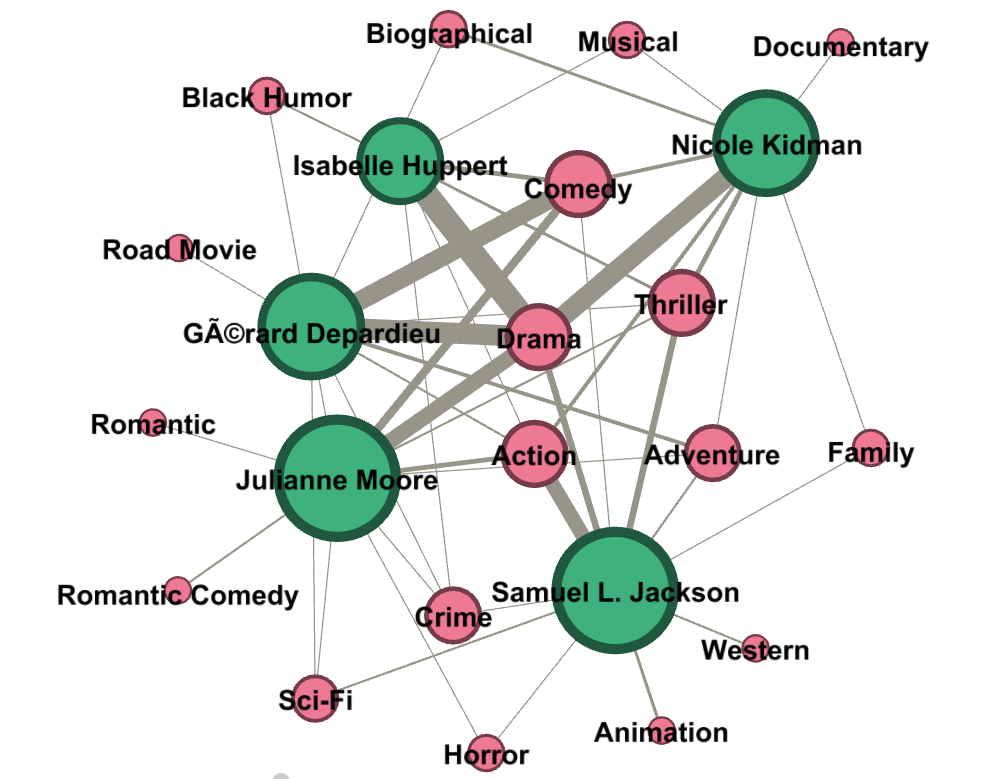 Biographical
Musical
Documentary
Black Humor
Nicole Kidman
Isabelle Huppert
Comedy
Road Movie
Thriller
GÃ©rard Depardieu
Drama
Romantic
Action
Adventure
Family
Julianne Moore
Romantic Comedy
Samuel L. Jackson
Crime
Western
Sci-Fi
Animation
Horror